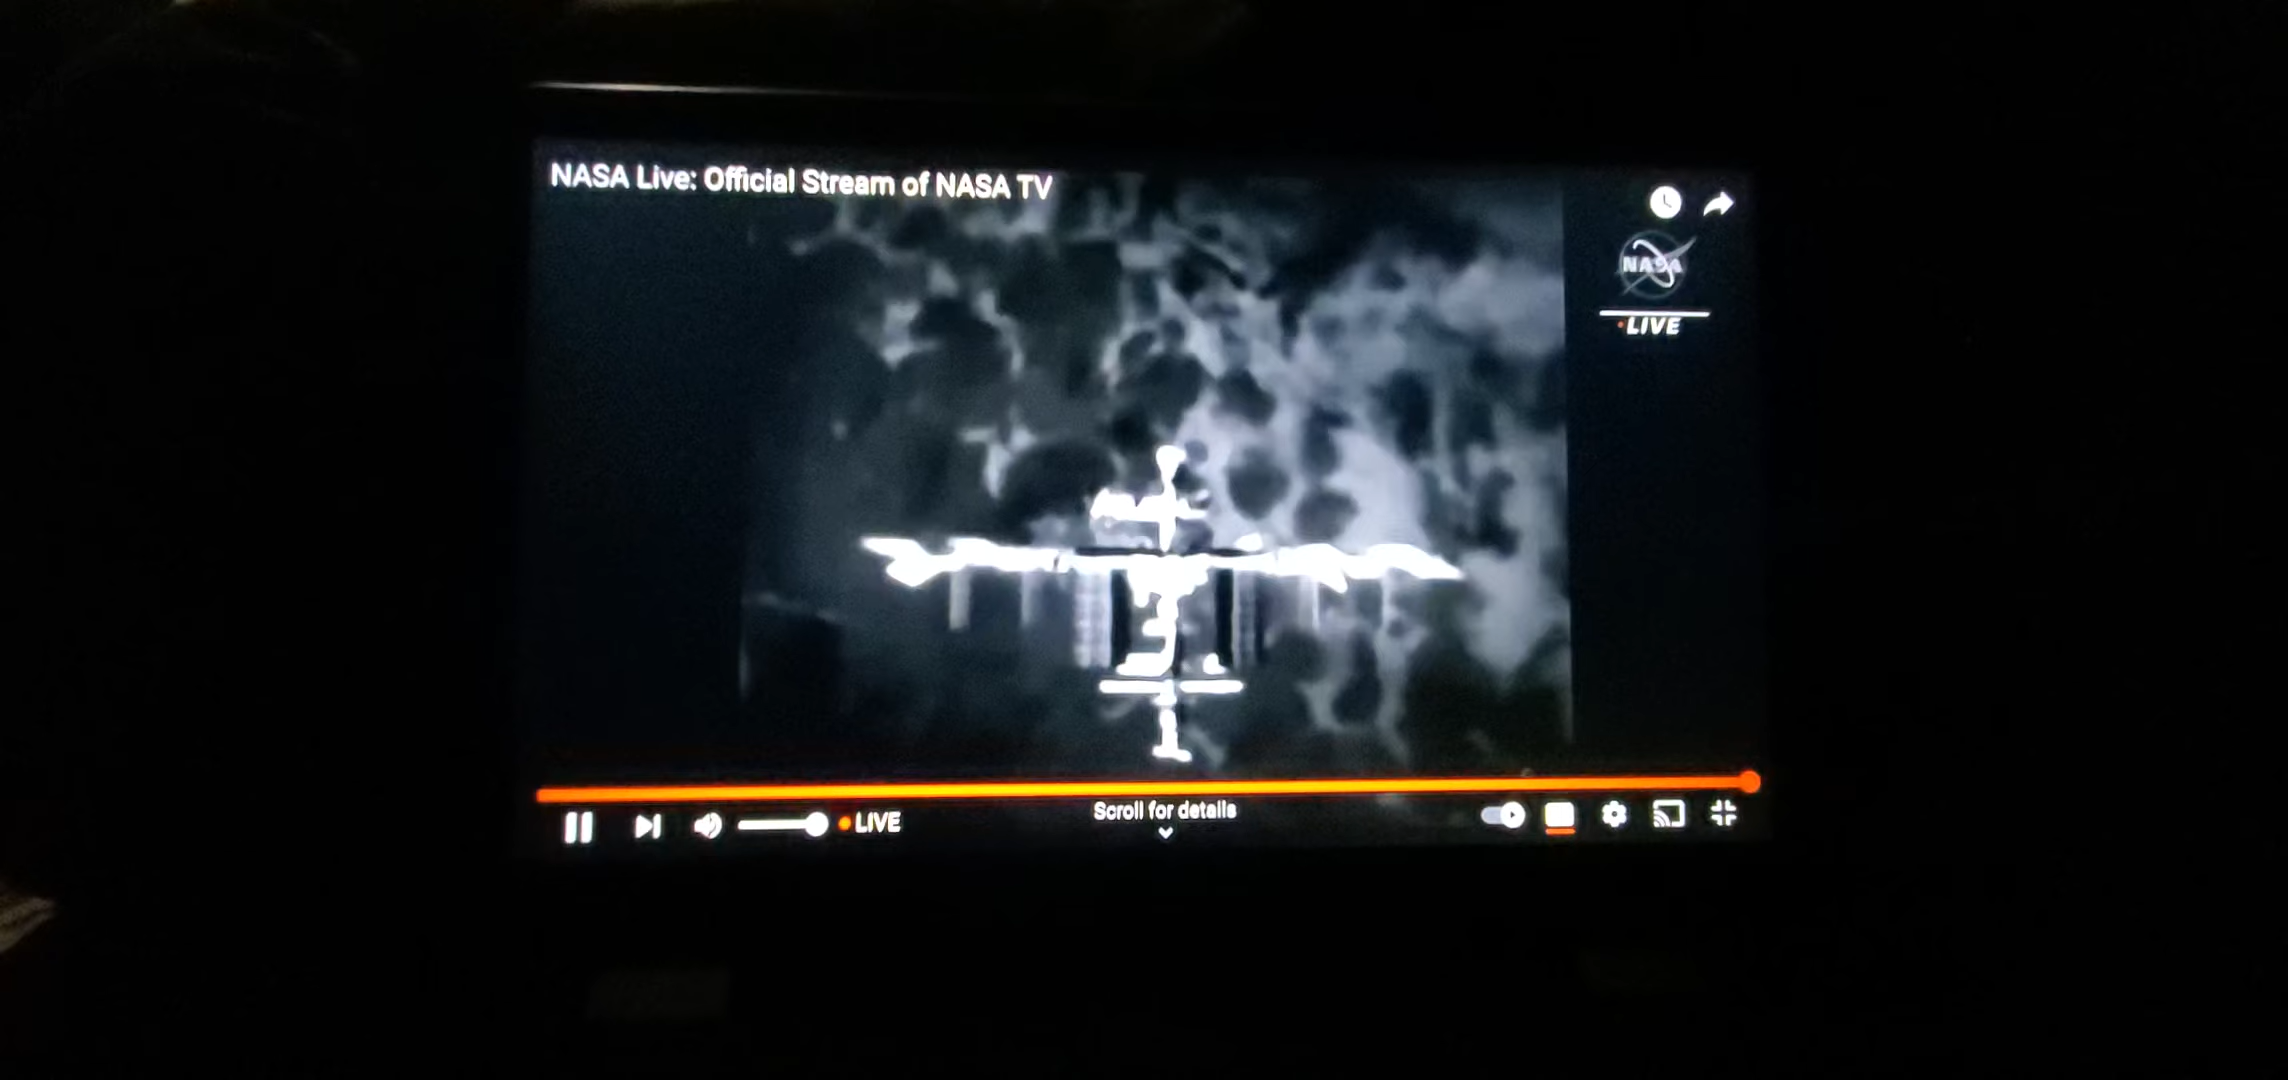 NASA Live: Official Stream of NASA TV
NASA
LIVE
LIVE
Scroll for details